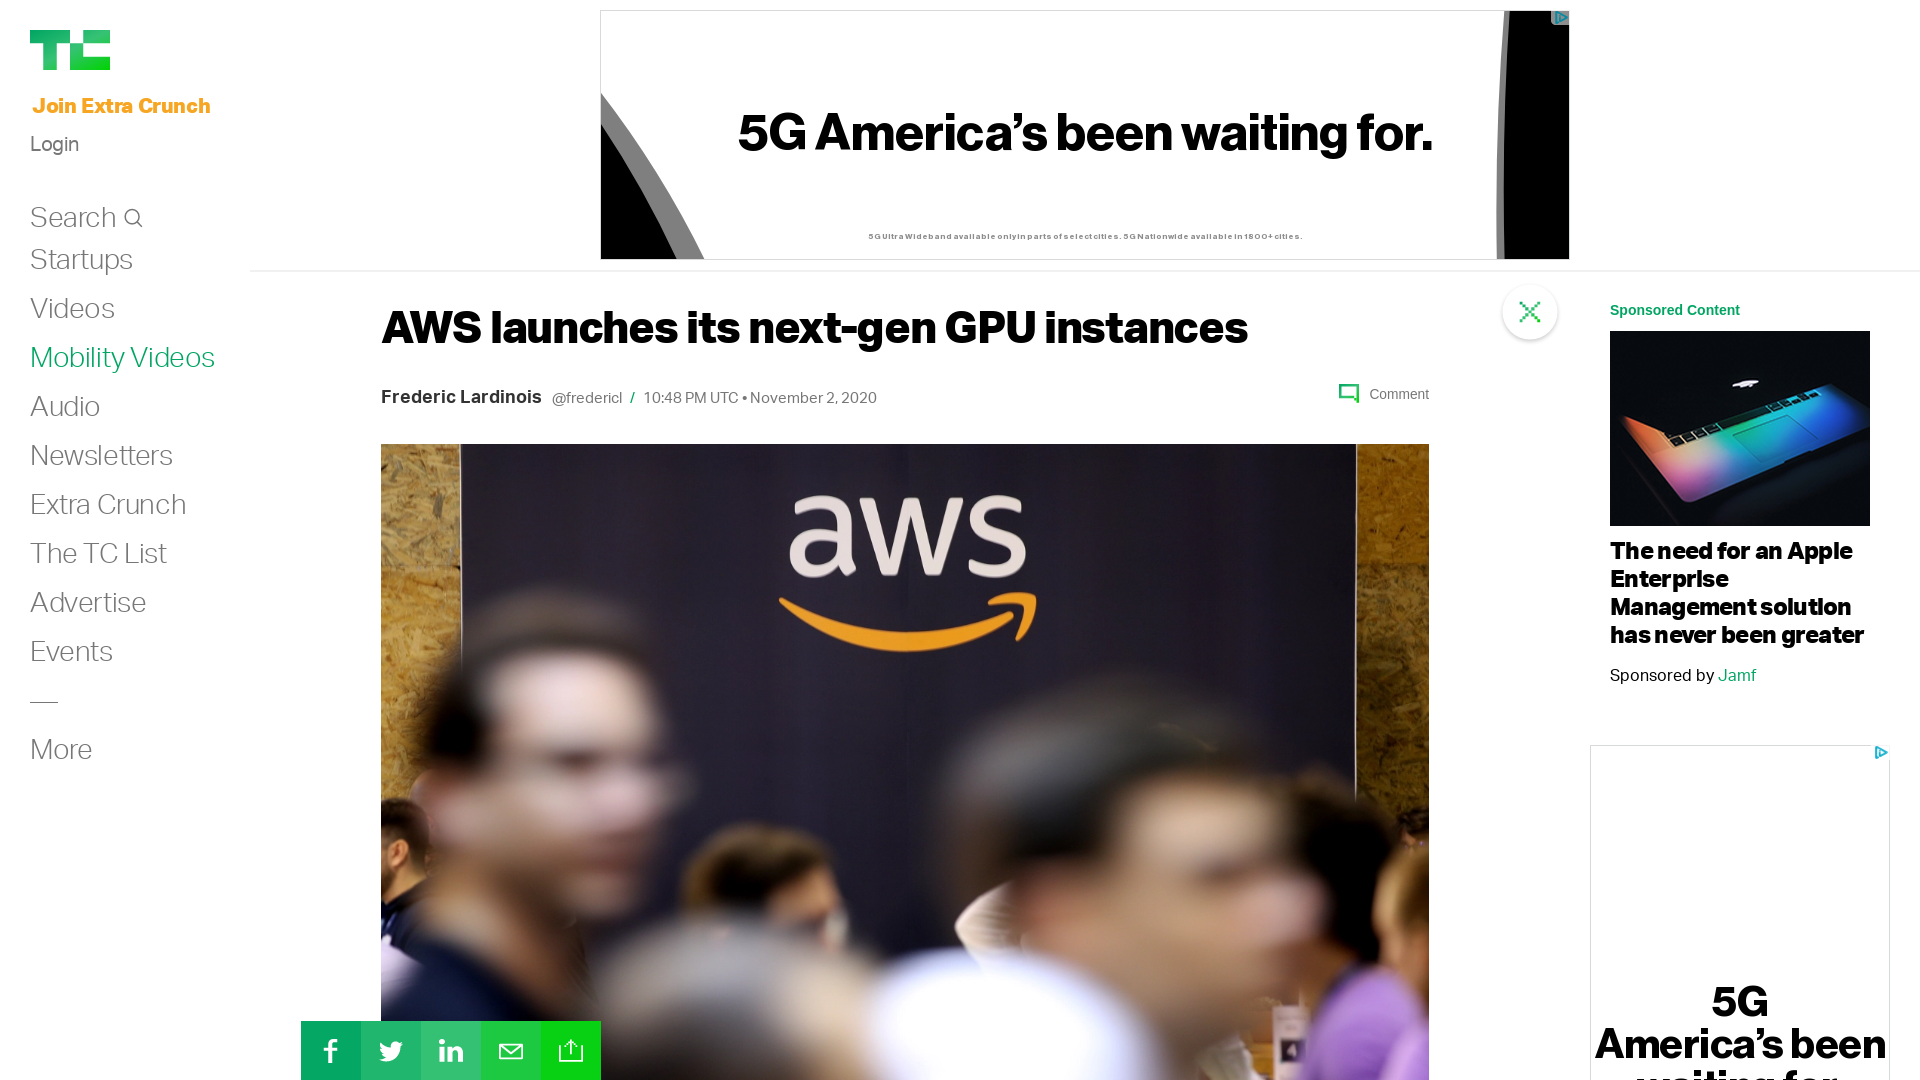 TC
Join Extra Crunch
Login
Search
Startups
Videos
Mobility Videos
Audio
Newsletters
Extra Crunch
The TC List
Advertise
Events
More
5G America's been waiting for.
5G Ultra Wideband available only in parts of select cities. 5G Nationwide available in 1800+ cities.
AWS launches its next-gen GPU instances
Frederic Lardinois @fredericl / 10:48 PM UTC • November 2, 2020
Comment
aws
4
Sponsored Content
The need for an Apple
Enterprise
Management solution
has never been greater
Sponsored by Jamf
5G
America's been
waiting for.